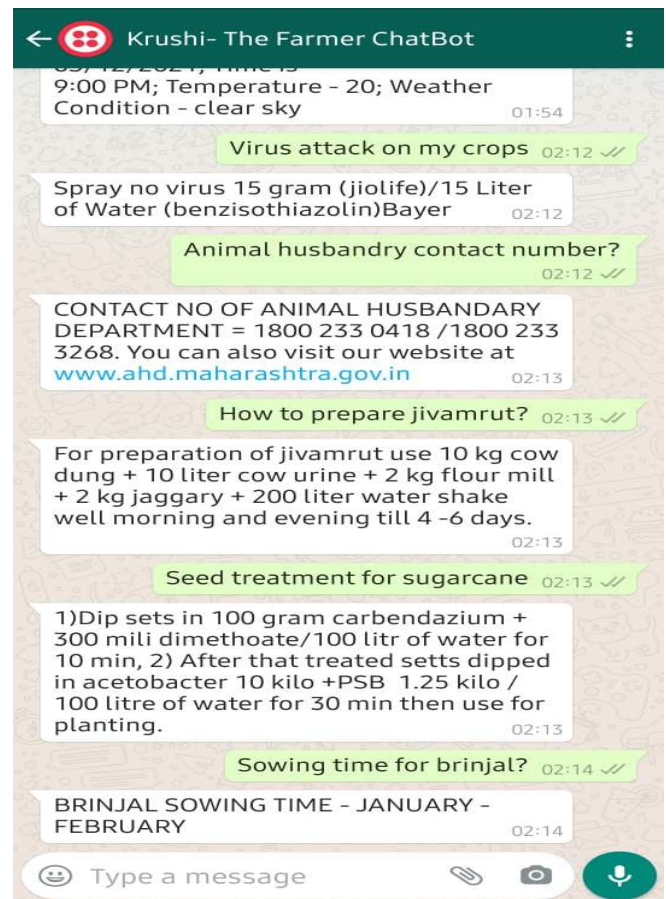 Krushi- The Farmer ChatBot
9:00 PM; Temperature - 20; Weather
Condition - clear sky
01:54
Virus attack on my crops 02:12
Spray no virus 15 gram (jiolife)/15 Liter
of Water (benzisothiazolin)Bayer
02:12
Animal husbandry contact number?
02:12
CONTACT NO OF ANIMAL HUSBANDARY
DEPARTMENT = 1800 233 0418 /1800 233
3268. You can also visit our website at
www.ahd.maharashtra.gov.in
02:13
How to prepare jivamrut? 02:13
For preparation of jivamrut use 10 kg cow
dung + 10 liter cow urine + 2 kg flour mill
+ 2 kg jaggary + 200 liter water shake
well morning and evening till 4 -6 days.
02:13
Seed treatment for sugarcane 02:13
1)Dip sets in 100 gram carbendazium +
300 mili dimethoate/100 litr of water for
10 min, 2) After that treated setts dipped
in acetobacter 10 kilo +PSB 1.25 kilo /
100 litre of water for 30 min then use for
planting.
02:13
Sowing time for brinjal? 02:14
BRINJAL SOWING TIME - JANUARY -
FEBRUARY
02:14
Type a message